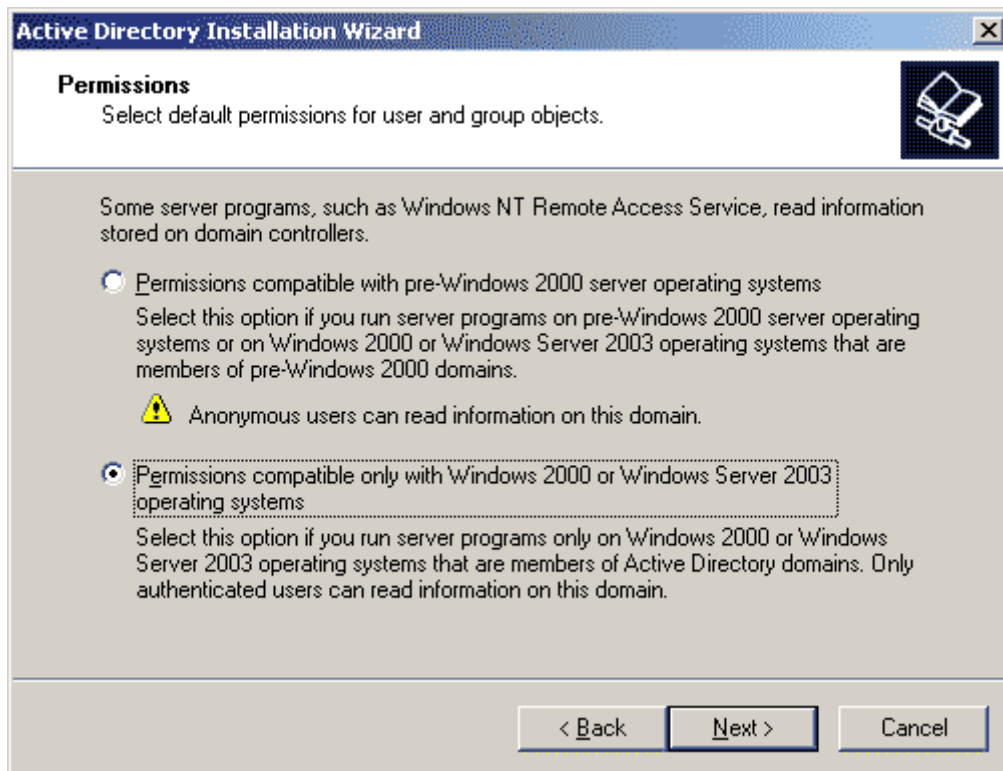 Active Directory Installation Wizard
Permissions
Select default permissions for user and group objects.
Some server programs, such as Windows NT Remote Access Service, read information
stored on domain controllers.
Permissions compatible with pre-Windows 2000 server operating systems
Select this option if you run server programs on pre-Windows 2000 server operating
systems or on Windows 2000 or Windows Server 2003 operating systems that are
members of pre-Windows 2000 domains.
Anonymous users can read information on this domain.
Permissions compatible only with Windows 2000 or Windows Server 2003
operating systems
Select this option if you run server programs only on Windows 2000 or Windows
Server 2003 operating systems that are members of Active Directory domains. Only
authenticated users can read information on this domain.
< Back
Next >
Cancel